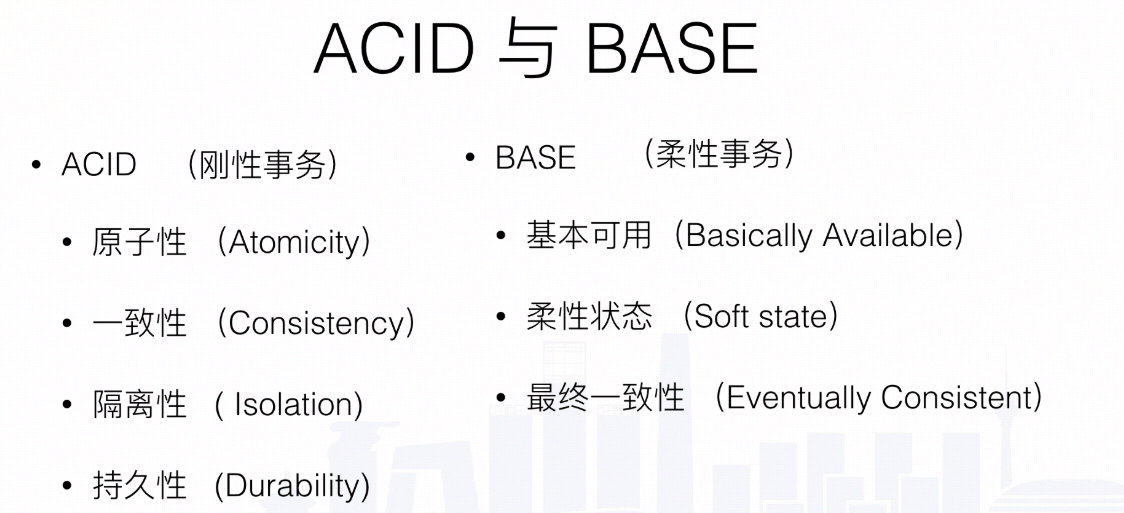 ACID 与 BASE
• ACID （刚性事务）
• 原子性 （Atomicity）
• 一致性 （Consistency）
• 隔离性 ( Isolation)
• 持久性 (Durability)
• BASE （柔性事务）
• 基本可用（Basically Available）
• 柔性状态 （Soft state）
• 最终一致性 （Eventually Consistent）